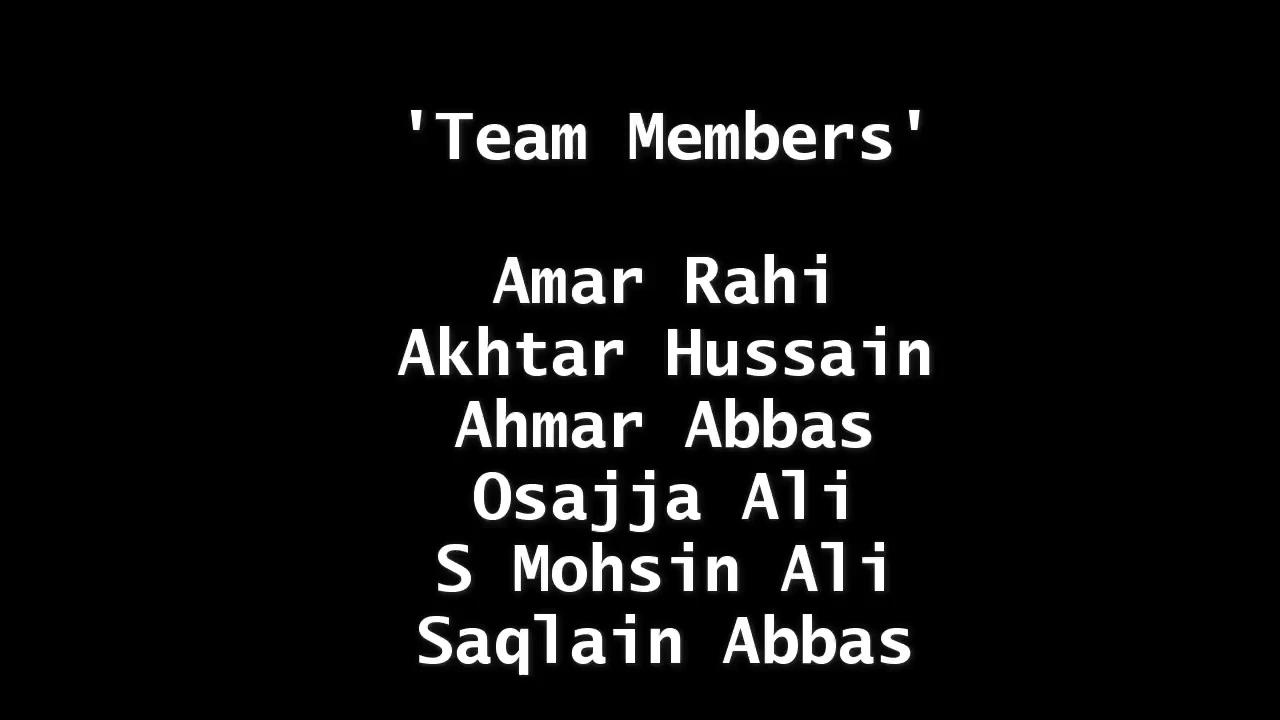 'Team Members'
Amar Rahi
Akhtar Hussain
Ahmar Abbas
Osajja Ali
S Mohsin Ali
Saqlain Abbas